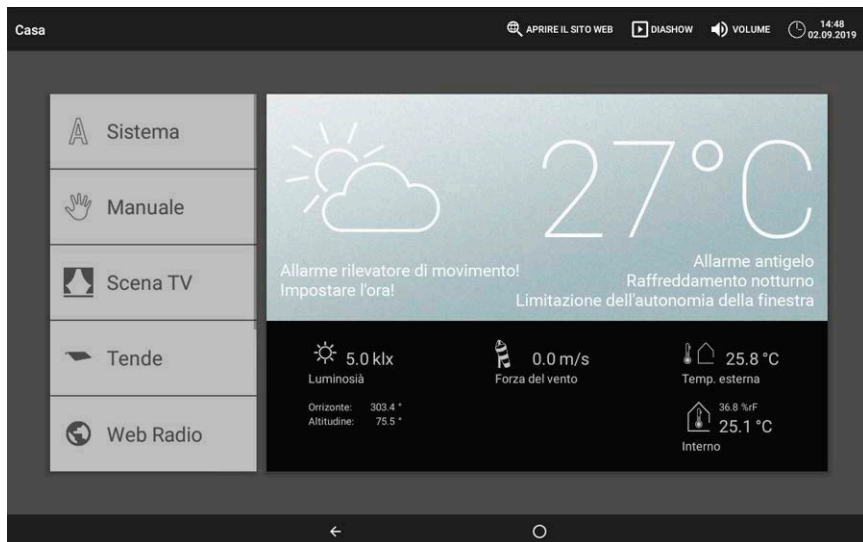 Casa
APRIRE IL SITO WEB
DIASHOW
VOLUME
14:48
02.09.2019
Sistema
Manuale
Scena TV
Tende
Web Radio
27°C
Allarme rilevatore di movimento!
Impostare l'ora!
Allarme antigelo
Raffreddamento notturno
Limitazione dell'autonomia della finestra
5.0 klx
Luminosià
Orrizonte: 303.4 °
Altitudine: 75.5 °
0.0 m/s
Forza del vento
25.8 °C
Temp. esterna
36.8 %rF
25.1 °C
Interno